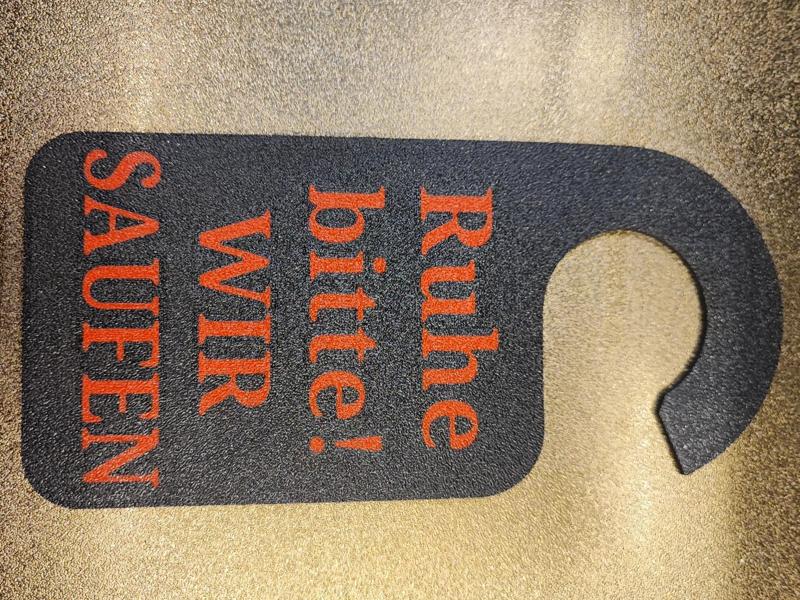 Ruhe
bitte!
WIR
SAUFEN